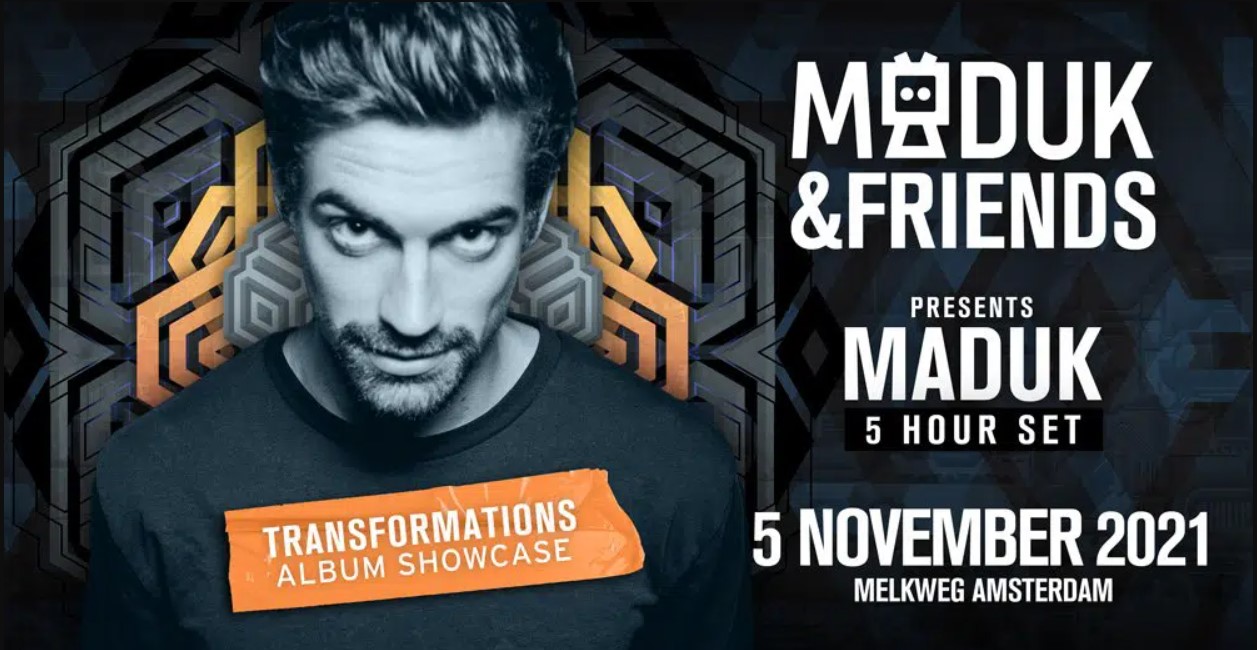 MADUK
&FRIENDS
PRESENTS
MADUK
5 HOUR SET
TRANSFORMATIONS
ALBUM SHOWCASE
5 NOVEMBER 2021
MELKWEG AMSTERDAM